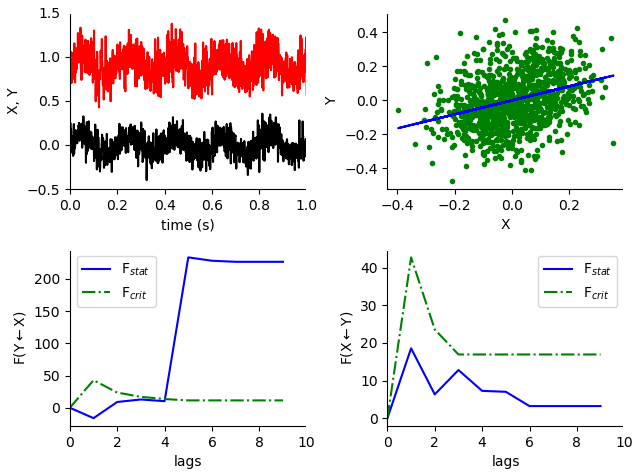 1.5
1.0
0.5
0.0
−0.5
X, Y
0.0 0.2 0.4 0.6 0.8 1.0
time (s)
0.4
0.2
0.0
−0.2
−0.4
Y
−0.4 −0.2 0.0 0.2
X
200
150
100
50
0
F(Y←X)
F_stat
F_crit
0 2 4 6 8 10
lags
40
30
20
10
0
F(X←Y)
F_stat
F_crit
0 2 4 6 8 10
lags